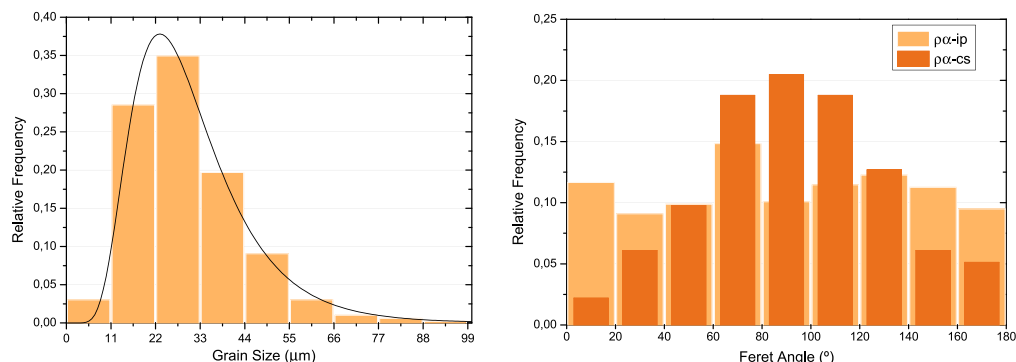 0,40
0,35
0,30
0,25
0,20
0,15
0,10
0,05
0,00
Relative Frequency
0 11 22 33 44 55 66 77 88 99
Grain Size (μm)
0,25
0,20
0,15
0,10
0,05
0,00
Relative Frequency
ρα-ip
ρα-cs
0 20 40 60 80 100 120 140 160 180
Feret Angle (º)